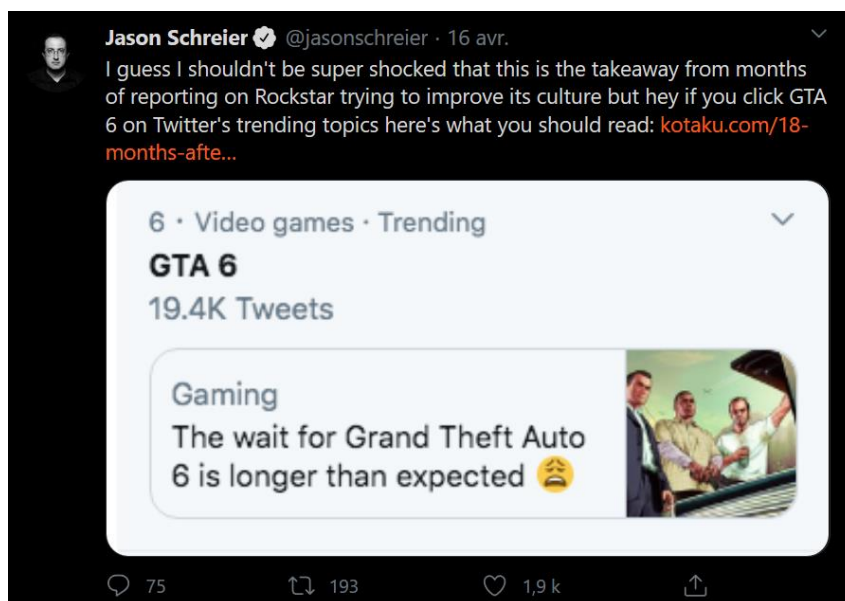 Jason Schreier @jasonschreier · 16 avr.
I guess I shouldn't be super shocked that this is the takeaway from months
of reporting on Rockstar trying to improve its culture but hey if you click GTA
6 on Twitter's trending topics here's what you should read: kotaku.com/18-
months-afte...
6 · Video games · Trending
GTA 6
19.4K Tweets
Gaming
The wait for Grand Theft Auto
6 is longer than expected 😩
75 193 1,9 k